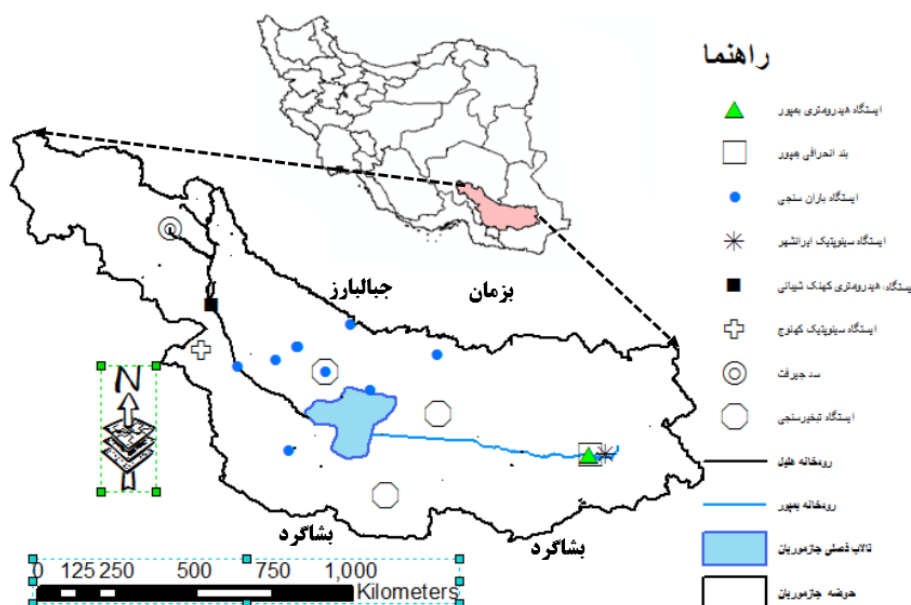 راهنما
ایستگاه هیدرومتری بمپور
بند انحرافی بمپور
ایستگاه باران سنجی
ایستگاه سینوپتیک ایرانشهر
ایستگاه هیدرومتری کهنک شیبانی
ایستگاه سینوپتیک کهنوج
سد جیرفت
ایستگاه تبخیرسنجی
رودخانه هلیل
رودخانه بمپور
تالاب فصلی جازموریان
حوضه جازموریان
بزمان
جبالبارز
N
بشاگرد
بشاگرد
0 125 250 500 750 1,000
Kilometers